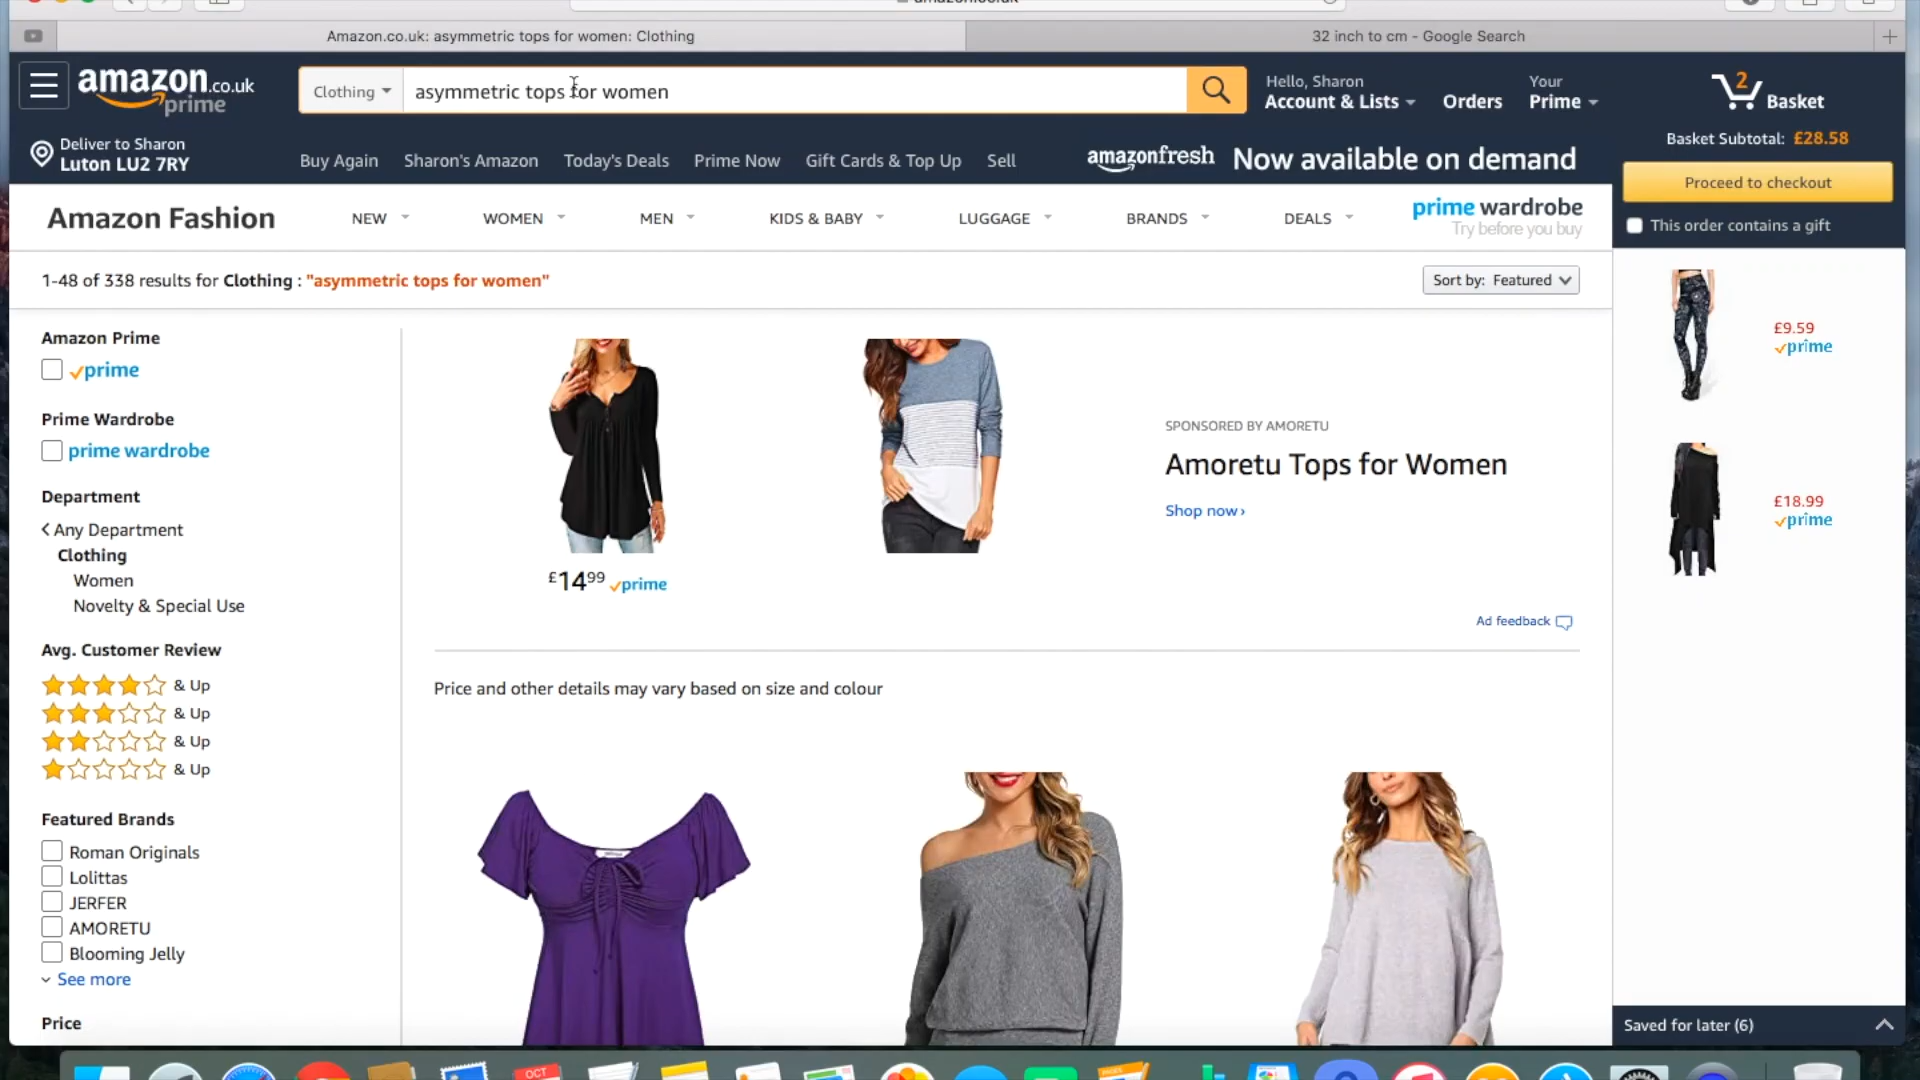 Amazon.co.uk: asymmetric tops for women: Clothing
32 inch to cm - Google Search
amazon.co.uk
prime
Clothing
asymmetric tops for women
Hello, Sharon
Account & Lists
Orders
Your
Prime
2
Basket
Deliver to Sharon
Luton LU2 7RY
Buy Again
Sharon's Amazon
Today's Deals
Prime Now
Gift Cards & Top Up
Sell
amazonfresh Now available on demand
Basket Subtotal: £28.58
Proceed to checkout
This order contains a gift
Amazon Fashion
NEW
WOMEN
MEN
KIDS & BABY
LUGGAGE
BRANDS
DEALS
prime wardrobe
Try before you buy
1-48 of 338 results for Clothing : "asymmetric tops for women"
Sort by: Featured
Amazon Prime
prime
Prime Wardrobe
prime wardrobe
Department
Any Department
Clothing
Women
Novelty & Special Use
Avg. Customer Review
& Up
& Up
& Up
& Up
Featured Brands
Roman Originals
Lolittas
JERFER
AMORETU
Blooming Jelly
See more
Price
£14.99 prime
SPONSORED BY AMORETU
Amoretu Tops for Women
Shop now ›
Ad feedback
Price and other details may vary based on size and colour
£9.59
prime
£18.99
prime
Saved for later (6)
OCT
PAGES